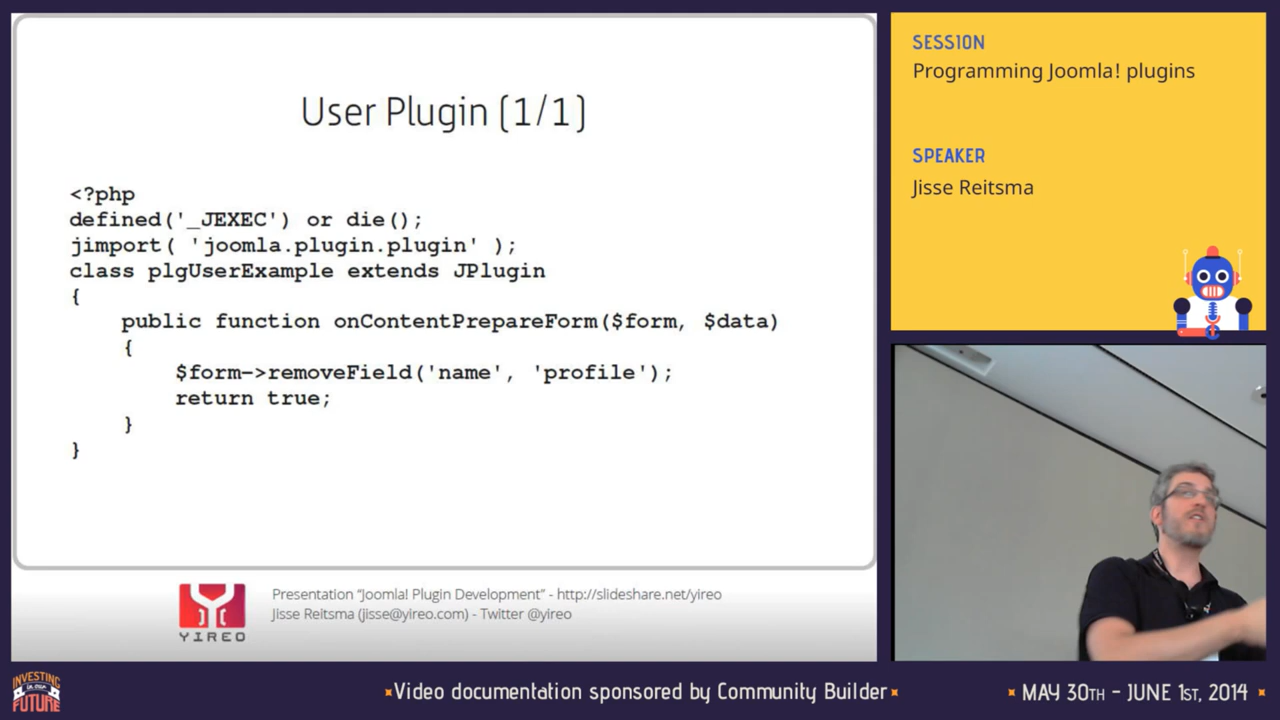 User Plugin (1/1)
<?php
defined('_JEXEC') or die();
jimport( 'joomla.plugin.plugin' );
class plgUserExample extends JPlugin
{
public function onContentPrepareForm($form, $data)
{
$form->removeField('name', 'profile');
return true;
}
}
YIREO
Presentation “Joomla! Plugin Development” - http://slideshare.net/yireo
Jisse Reitsma (jisse@yireo.com) - Twitter @yireo
SESSION
Programming Joomla! plugins
SPEAKER
Jisse Reitsma
INVESTING
IN OUR
FUTURE
Video documentation sponsored by Community Builder
MAY 30TH - JUNE 1ST, 2014